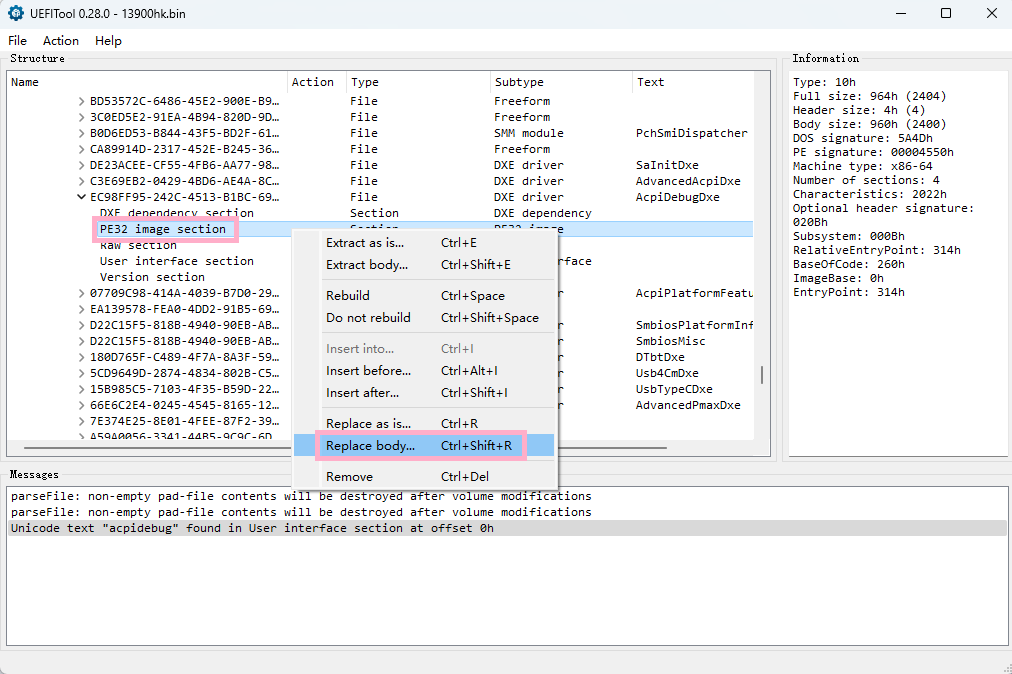 UEFITool 0.28.0 - 13900hk.bin
File Action Help
Structure
Name Action Type Subtype Text
BD53572C-6486-45E2-900E-B9… File Freeform
3C0ED5E2-91EA-4B94-820D-9D… File Freeform
B0D6ED53-B844-43F5-BD2F-61… File SMM module PchSmiDispatcher
CA89914D-2317-452E-B245-36… File Freeform
DE23ACEE-CF55-4FB6-AA77-98… File DXE driver SaInitDxe
C3E69EB2-0429-4BD6-AE4A-8C… File DXE driver AdvancedAcpiDxe
EC98FF95-242C-4513-B1BC-69… File DXE driver AcpiDebugDxe
DXE dependency section Section DXE dependency
PE32 image section Section PE32 image
Raw section
User interface section rface
Version section
07709C98-414A-4039-B7D0-29… r AcpiPlatformFeatu
EA139578-FEA0-4DD2-91B5-69…
D22C15F5-818B-4940-90EB-AB… r SmbiosPlatformInf
D22C15F5-818B-4940-90EB-AB… r SmbiosMisc
180D765F-C489-4F7A-8A3F-59… r DTbtDxe
5CD9649D-2874-4834-802B-C5… r Usb4CmDxe
15B985C5-7103-4F35-B59D-22… r UsbTypeCDxe
66E6C2E4-0245-4545-8165-12… r AdvancedPmaxDxe
7E374E25-8E01-4FEE-87F2-39…
A59A0056-3341-44B5-9C9C-6D
Extract as is... Ctrl+E
Extract body... Ctrl+Shift+E
Rebuild Ctrl+Space
Do not rebuild Ctrl+Shift+Space
Insert into... Ctrl+I
Insert before... Ctrl+Alt+I
Insert after... Ctrl+Shift+I
Replace as is... Ctrl+R
Replace body... Ctrl+Shift+R
Remove Ctrl+Del
Information
Type: 10h
Full size: 964h (2404)
Header size: 4h (4)
Body size: 960h (2400)
DOS signature: 5A4Dh
PE signature: 00004550h
Machine type: x86-64
Number of sections: 4
Characteristics: 2022h
Optional header signature:
020Bh
Subsystem: 000Bh
RelativeEntryPoint: 314h
BaseOfCode: 260h
ImageBase: 0h
EntryPoint: 314h
Messages
parseFile: non-empty pad-file contents will be destroyed after volume modifications
parseFile: non-empty pad-file contents will be destroyed after volume modifications
Unicode text "acpidebug" found in User interface section at offset 0h